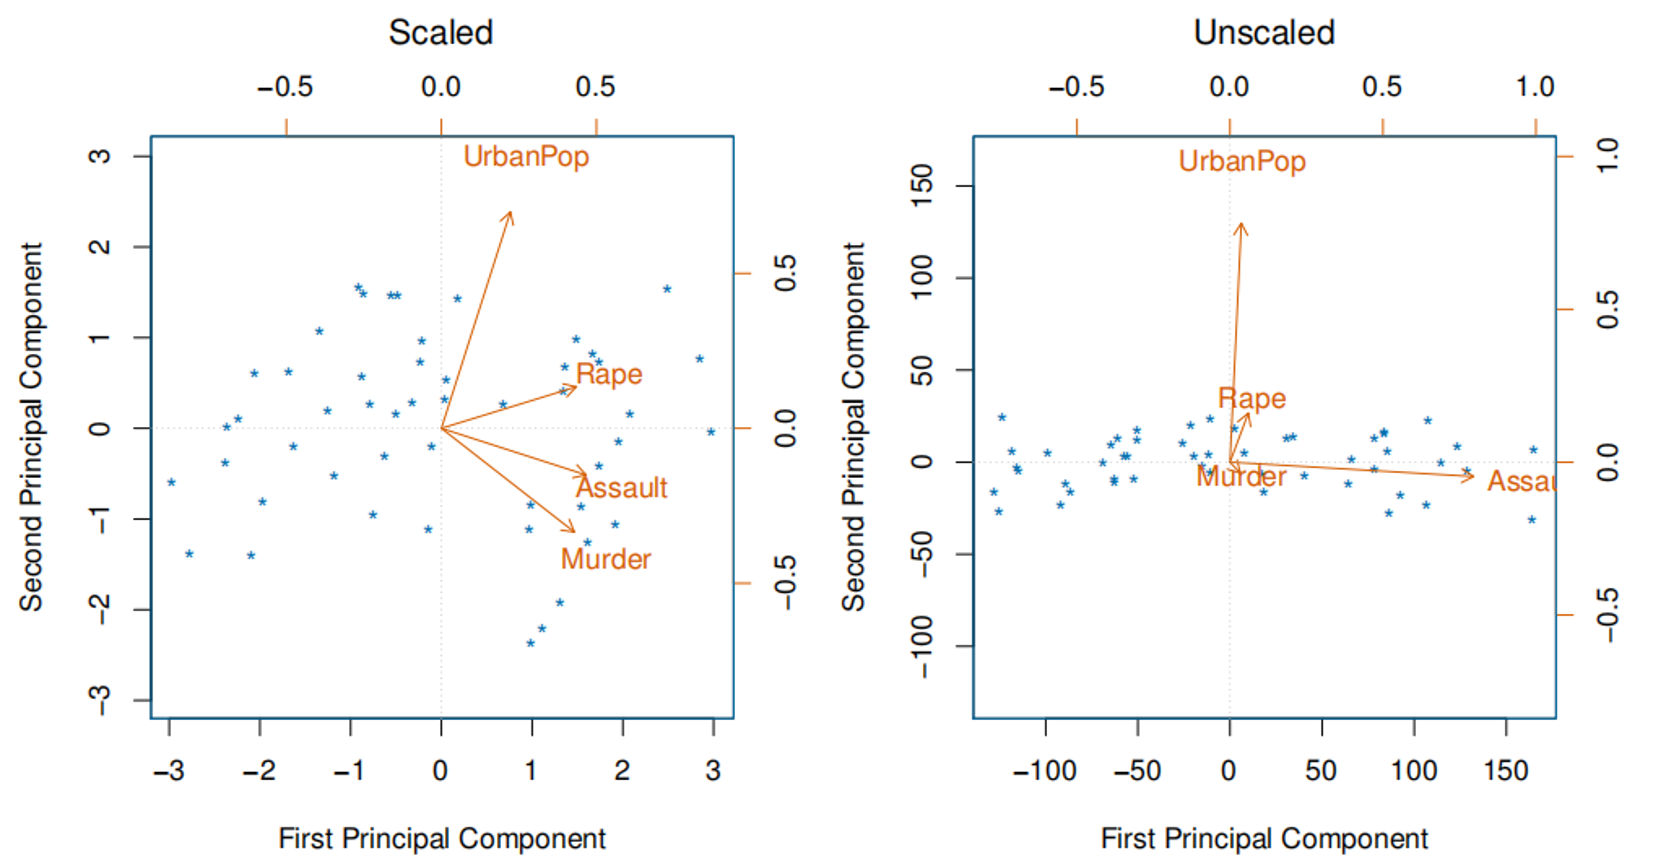 Scaled
−0.5 0.0 0.5
3
2
1
0
−1
−2
−3
Second Principal Component
UrbanPop
Rape
Assault
Murder
0.5
0.0
−0.5
−3 −2 −1 0 1 2 3
First Principal Component
Unscaled
−0.5 0.0 0.5 1.0
150
100
50
0
−50
−100
Second Principal Component
UrbanPop
Rape
Murder
Assau
1.0
0.5
0.0
−0.5
−100 −50 0 50 100 150
First Principal Component